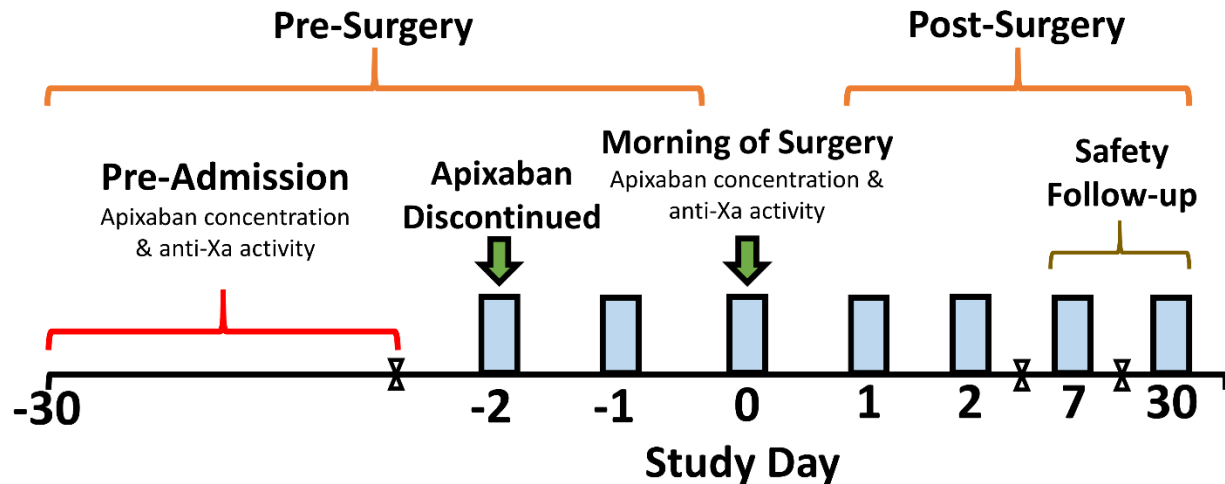 Pre-Surgery
Post-Surgery
Pre-Admission
Apixaban concentration
& anti-Xa activity
Apixaban
Discontinued
Morning of Surgery
Apixaban concentration &
anti-Xa activity
Safety
Follow-up
-30 -2 -1 0 1 2 7 30
Study Day